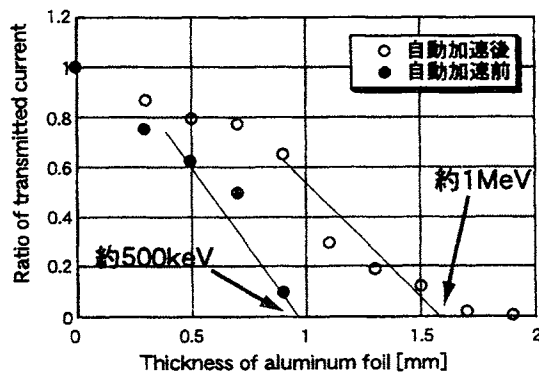 Ratio of transmitted current
1.2
1
0.8
0.6
0.4
0.2
0
○ 自動加速後
● 自動加速前
約1MeV
約500keV
0
0.5
1
1.5
2
Thickness of aluminum foil [mm]